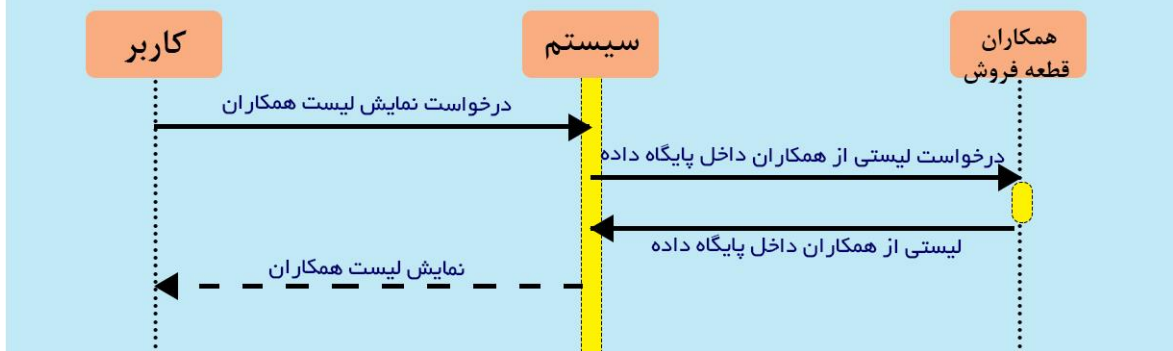 کاربر
سیستم
همکاران
قطعه فروش
درخواست نمایش لیست همکاران
درخواست لیستی از همکاران داخل پایگاه داده
لیستی از همکاران داخل پایگاه داده
نمایش لیست همکاران